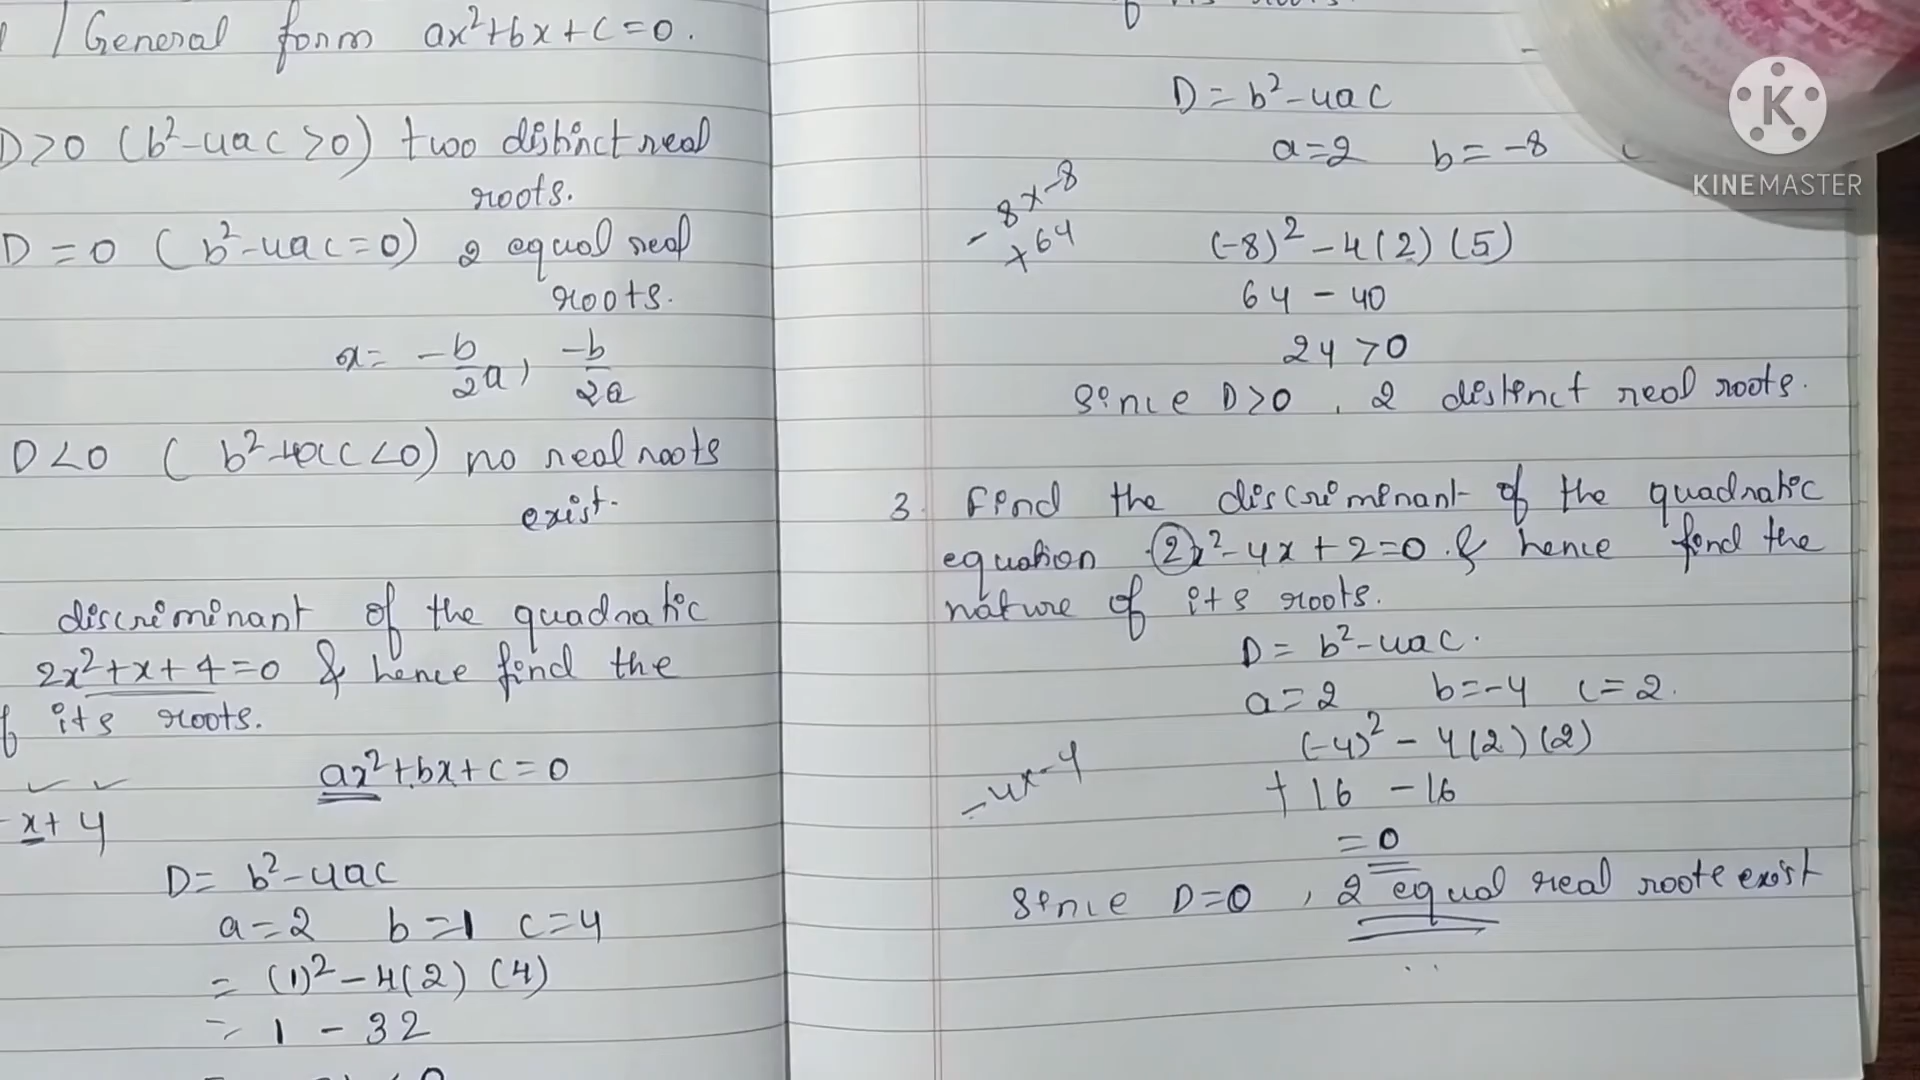 General form ax²+bx+c=0.
D>0 (b²-4ac>0) two distinct real
roots.
D=0 (b²-4ac=0) 2 equal real
roots.
x= -b/2a, -b/2a
D<0 (b²-4ac<0) no real roots
exist.
discriminant of the quadratic
2x²+x+4=0 & hence find the
its roots.
ax²+bx+c=0
x+4
D= b²-4ac
a=2 b=1 c=4
= (1)²-4(2)(4)
= 1-32
D=b²-4ac
a=2 b=-8
-8x-8
+64
(-8)²-4(2)(5)
64-40
24>0
Since D>0, 2 distinct real roots.
3. Find the discriminant of the quadratic
equation 2x²-4x+2=0 & hence find the
nature of its roots.
D= b²-4ac.
a=2 b=-4 c=2.
(-4)²-4(2)(2)
-4x-4
+16-16
=0
Since D=0, 2 equal real roots exist
K
KINEMASTER